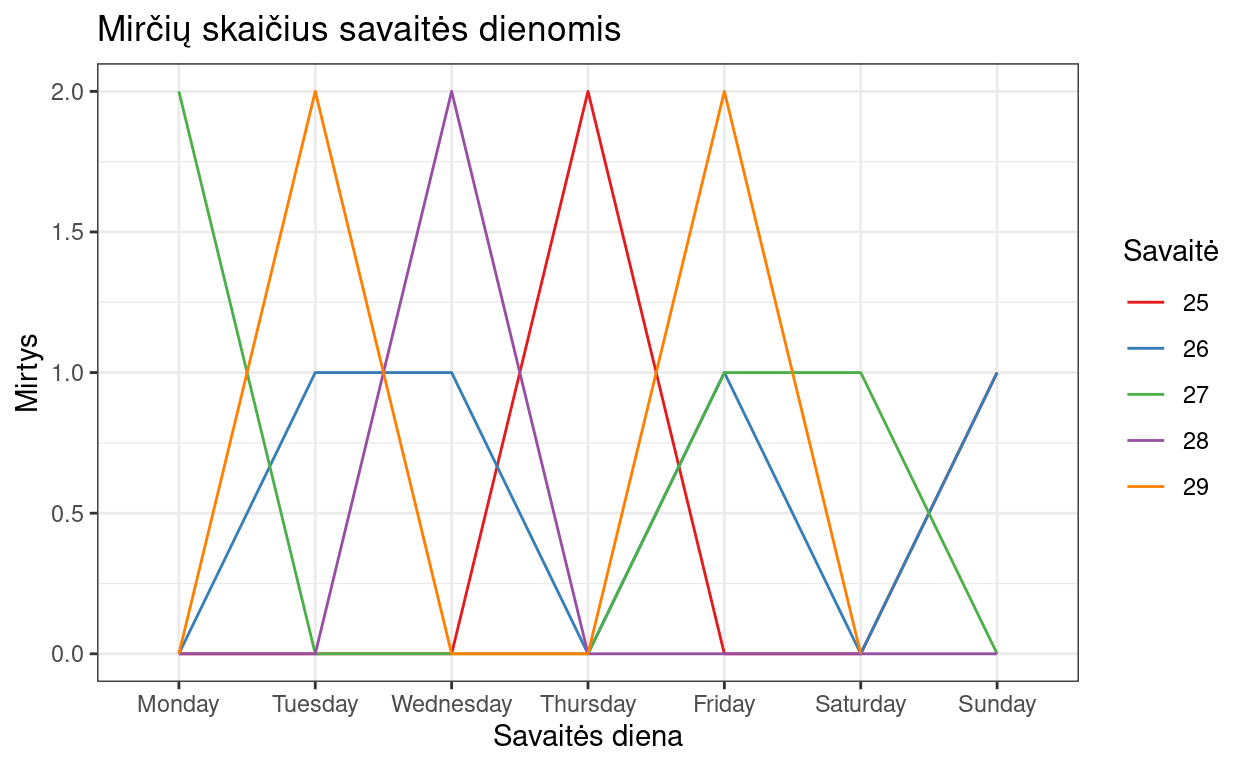 Mirčių skaičius savaitės dienomis
2.0
1.5
1.0
0.5
0.0
Mirtys
Monday Tuesday Wednesday Thursday Friday Saturday Sunday
Savaitės diena
Savaitė
25
26
27
28
29